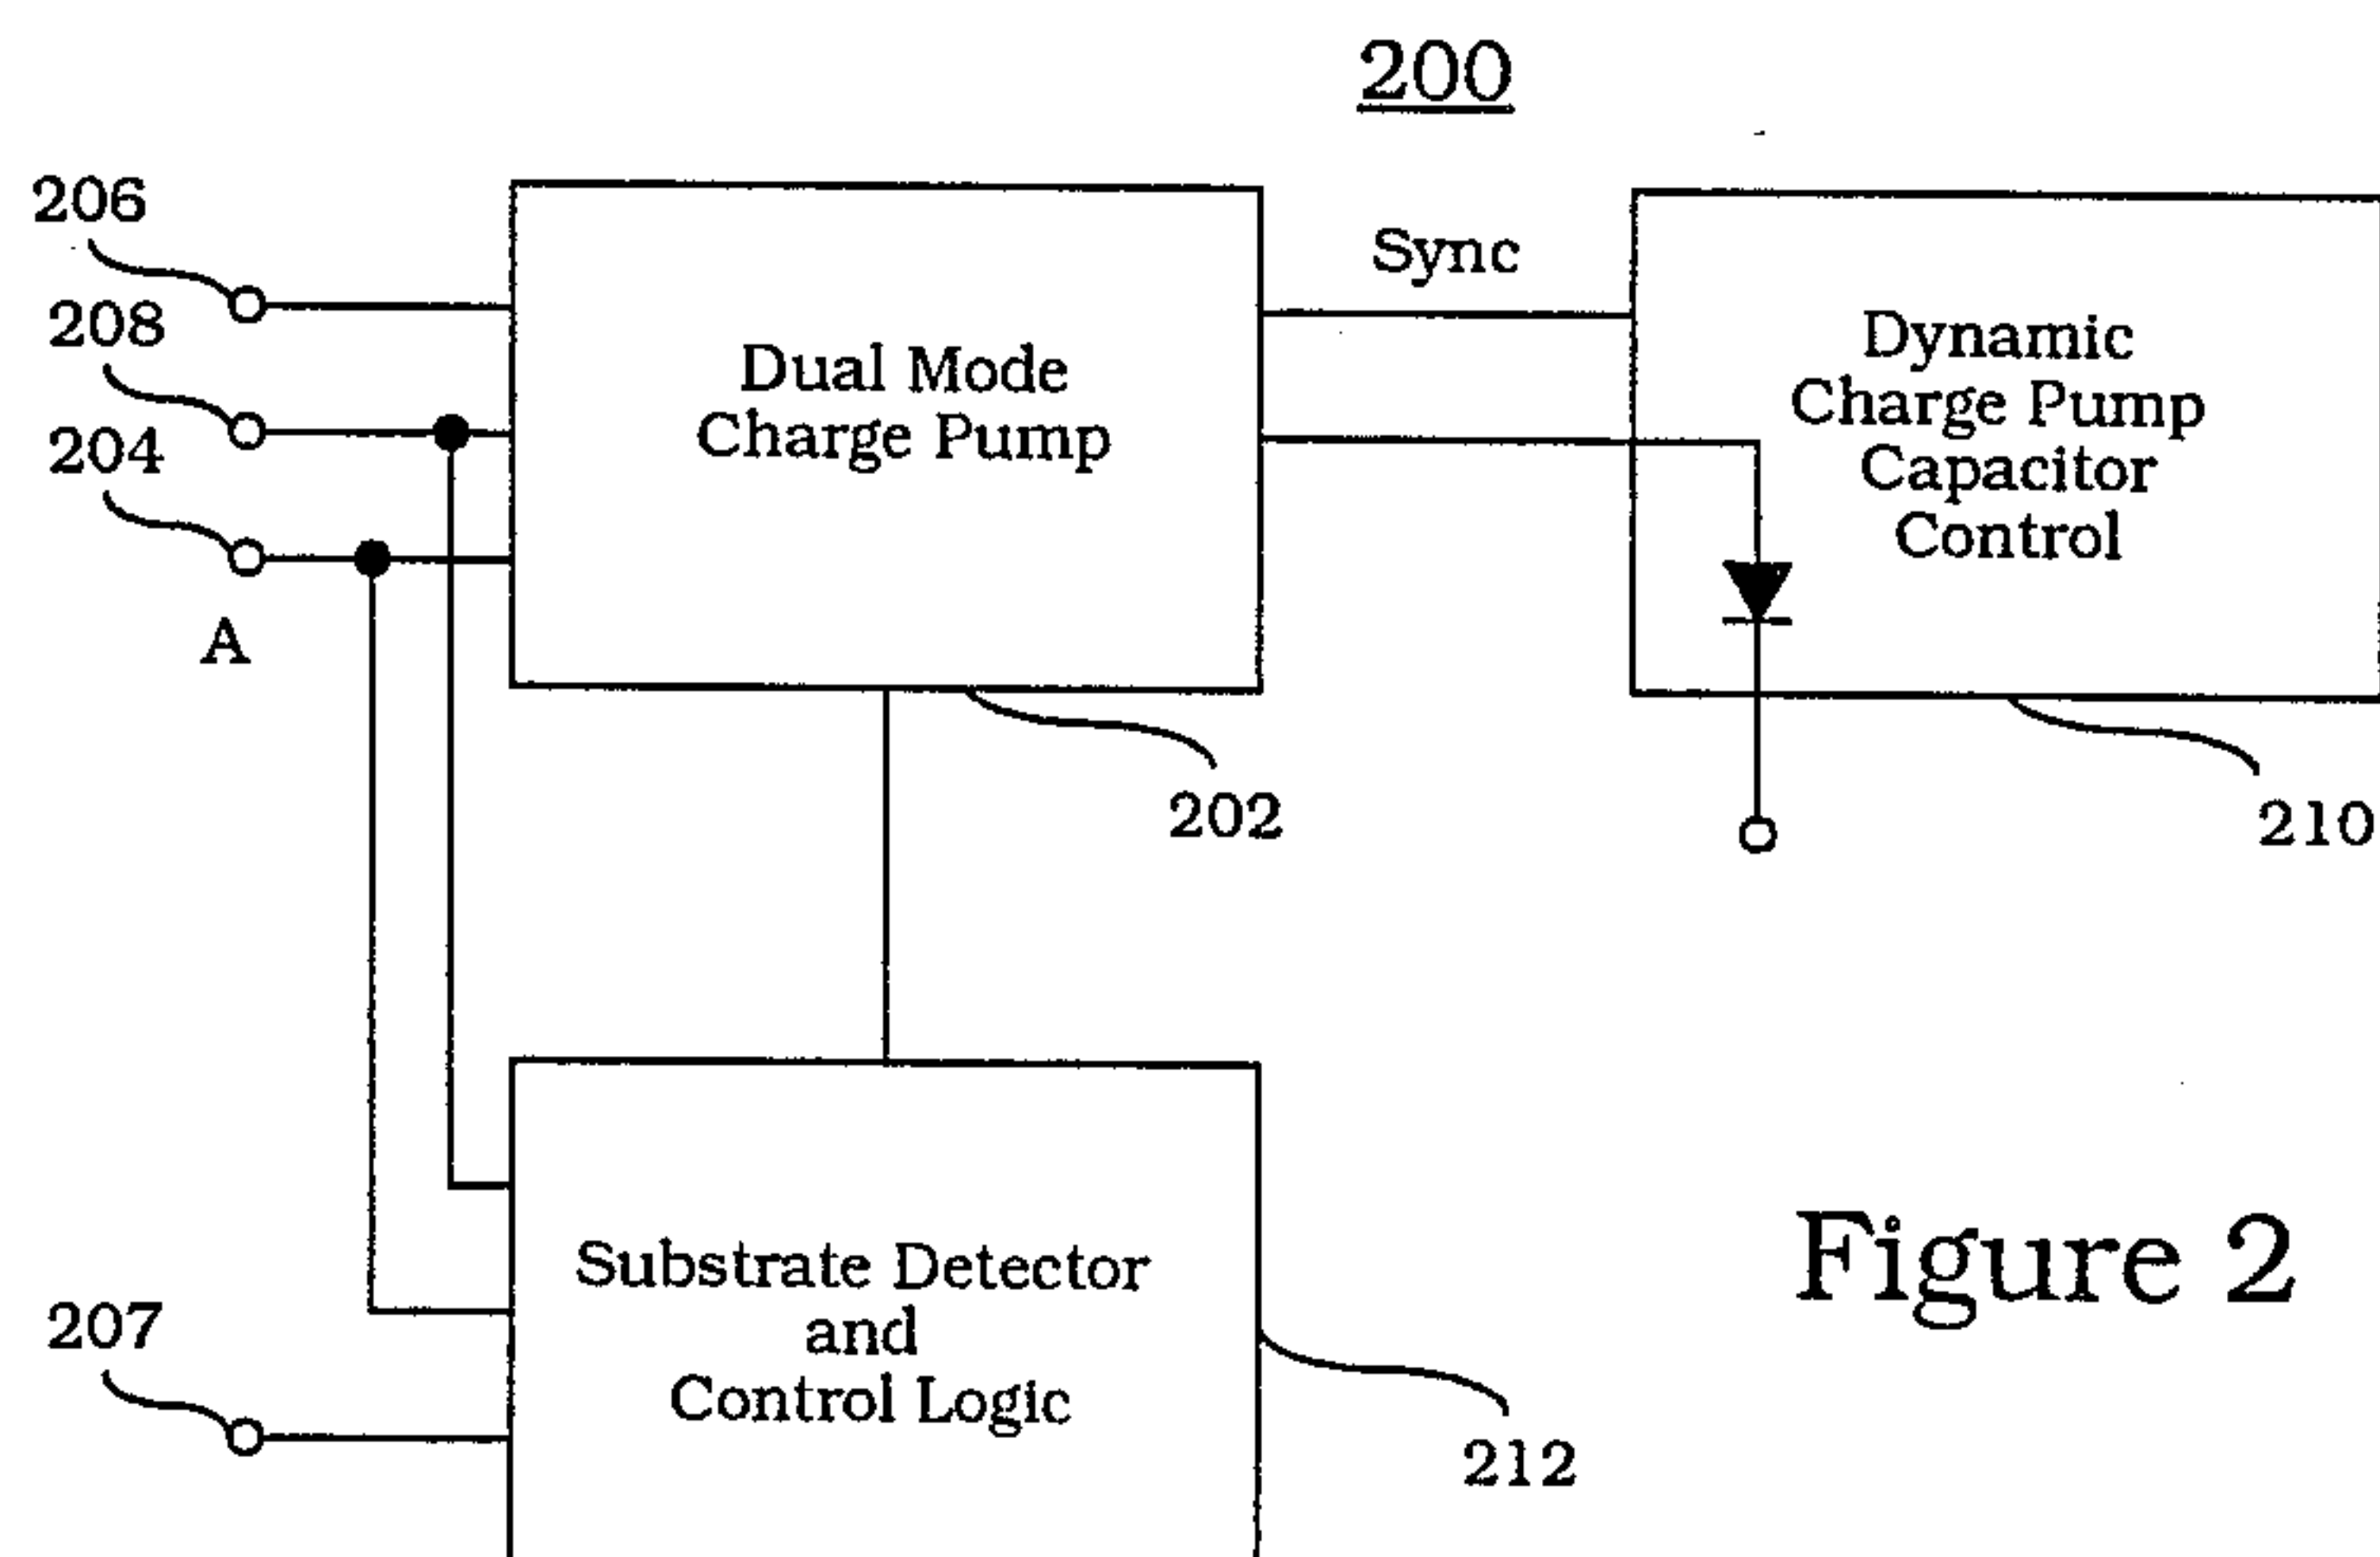 200
206
208
204
A
Dual Mode
Charge Pump
Sync
Dynamic
Charge Pump
Capacitor
Control
202
210
207
Substrate Detector
and
Control Logic
212
Figure 2